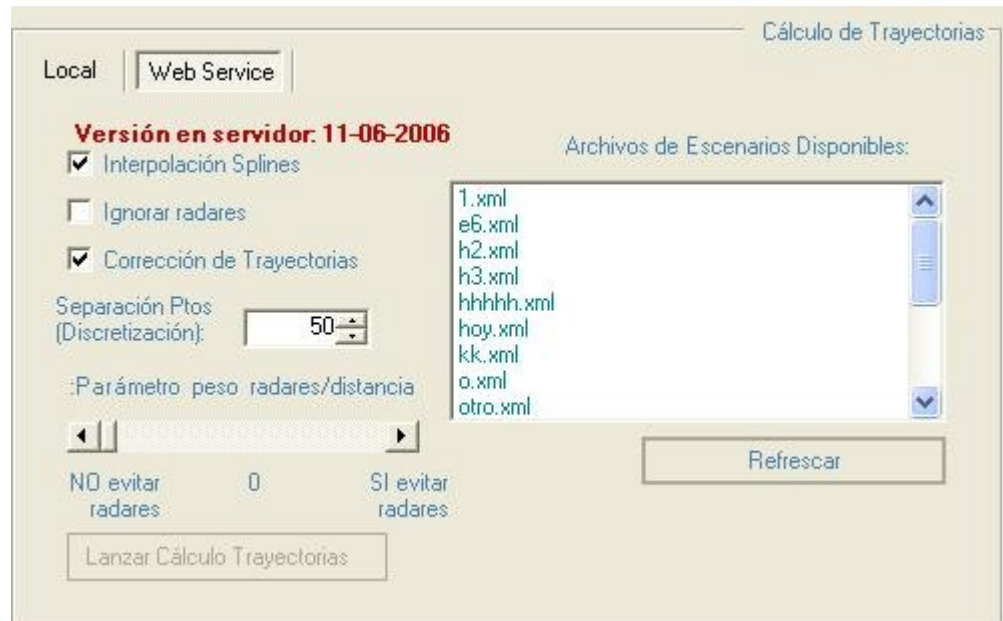 Cálculo de Trayectorias
Local
Web Service
Versión en servidor: 11-06-2006
Interpolación Splines
Ignorar radares
Corrección de Trayectorias
Separación Ptos
(Discretización):
50
:Parámetro peso radares/distancia
NO evitar
radares
0
SI evitar
radares
Lanzar Cálculo Trayectorias
Archivos de Escenarios Disponibles:
1.xml
e6.xml
h2.xml
h3.xml
hhhhh.xml
hoy.xml
kk.xml
o.xml
otro.xml
Refrescar